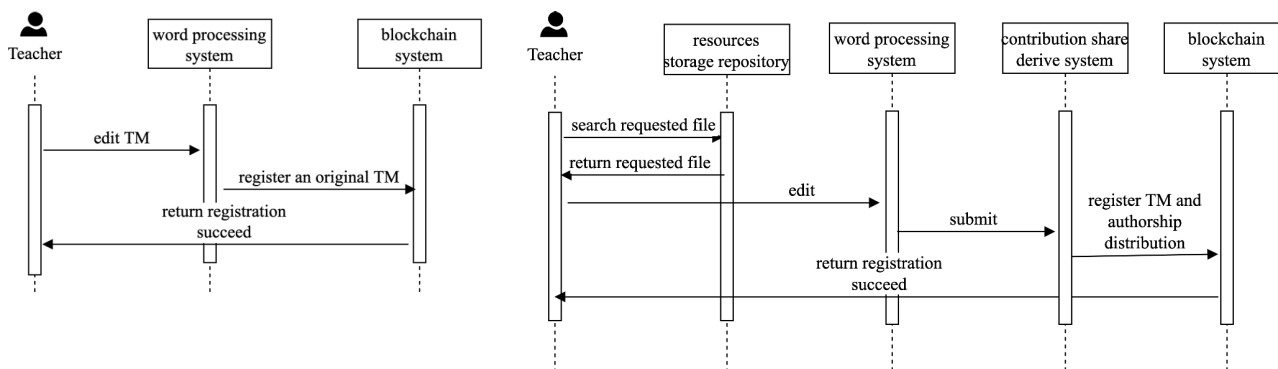 Teacher
word processing
system
blockchain
system
edit TM
register an original TM
return registration
succeed
Teacher
resources
storage repository
word processing
system
contribution share
derive system
blockchain
system
search requested file
return requested file
edit
submit
register TM and
authorship
distribution
return registration
succeed